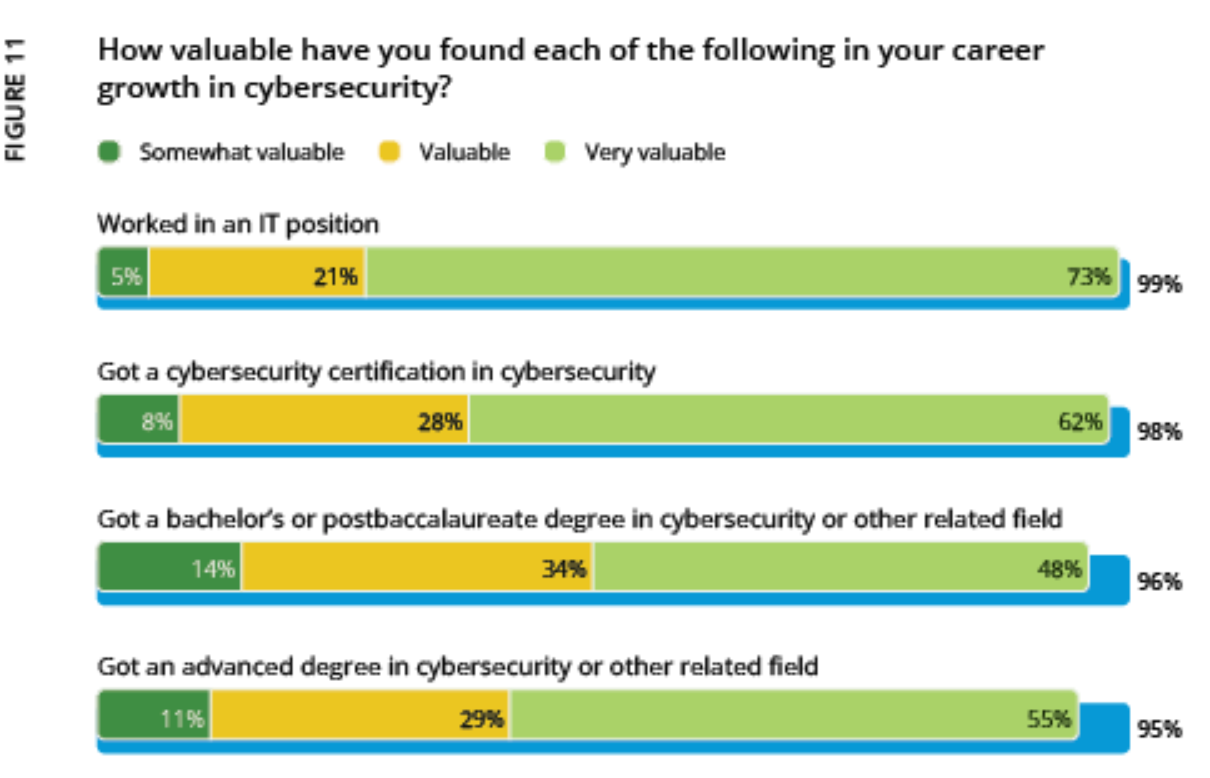 FIGURE 11
How valuable have you found each of the following in your career
growth in cybersecurity?
Somewhat valuable Valuable Very valuable
Worked in an IT position
5% 21% 73% 99%
Got a cybersecurity certification in cybersecurity
8% 28% 62% 98%
Got a bachelor's or postbaccalaureate degree in cybersecurity or other related field
14% 34% 48% 96%
Got an advanced degree in cybersecurity or other related field
11% 29% 55% 95%